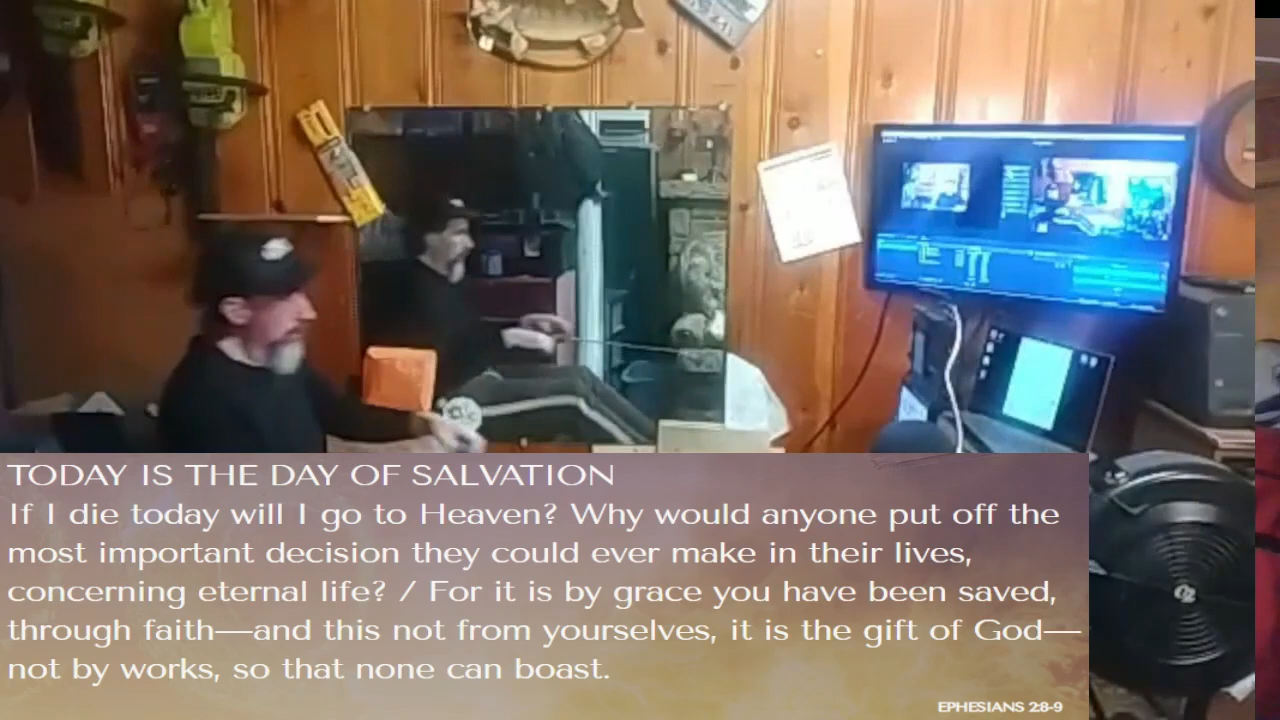 TODAY IS THE DAY OF SALVATION
If I die today will I go to Heaven? Why would anyone put off the
most important decision they could ever make in their lives,
concerning eternal life? / For it is by grace you have been saved,
through faith—and this not from yourselves, it is the gift of God—
not by works, so that none can boast.
EPHESIANS 2:8-9